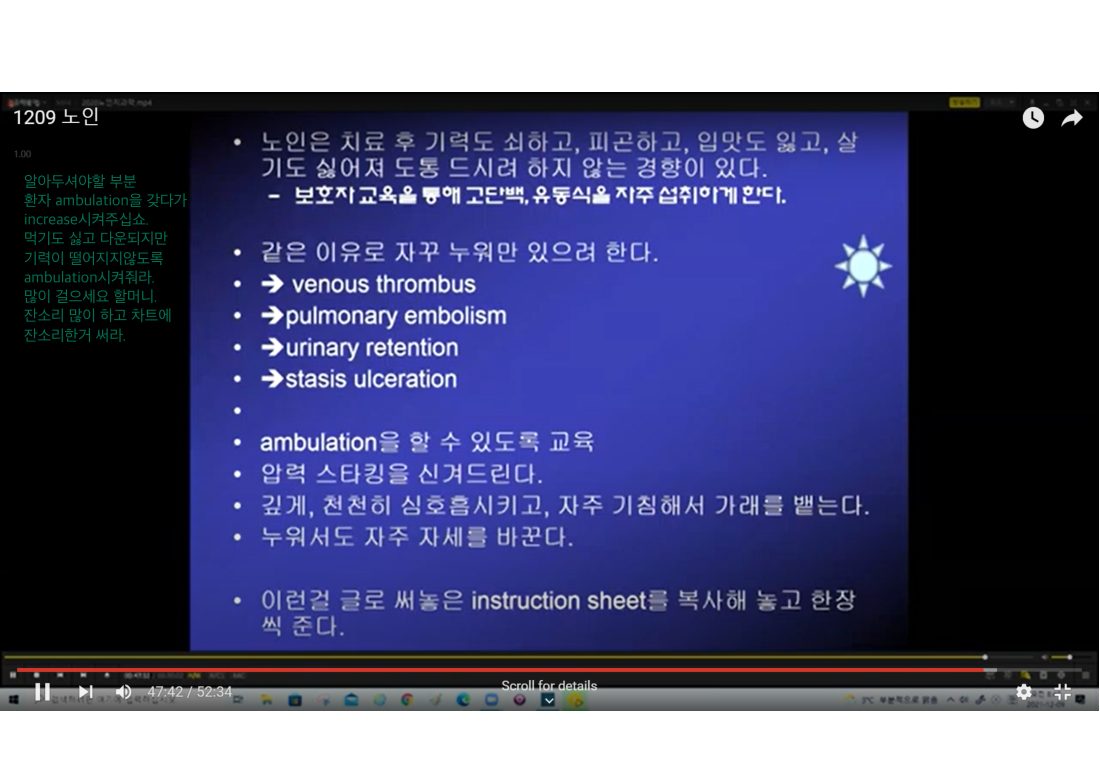 1209 노인
1.00
알아두셔야할 부분
환자 ambulation을 갖다가
increase시켜주십쇼.
먹기도 싫고 다운되지만
기력이 떨어지지않도록
ambulation시켜줘라.
많이 걸으세요 할머니.
잔소리 많이 하고 차트에
잔소리한거 써라.
• 노인은 치료 후 기력도 쇠하고, 피곤하고, 입맛도 잃고, 살
기도 싫어져 도통 드시려 하지 않는 경향이 있다.
– 보호자 교육을 통해 고단백, 유동식을 자주 섭취하게 한다.
• 같은 이유로 자꾸 누워만 있으려 한다.
• ➔ venous thrombus
• ➔pulmonary embolism
• ➔urinary retention
• ➔stasis ulceration
•
• ambulation을 할 수 있도록 교육
• 압력 스타킹을 신겨드린다.
• 깊게, 천천히 심호흡시키고, 자주 기침해서 가래를 뱉는다.
• 누워서도 자주 자세를 바꾼다.
• 이런걸 글로 써놓은 instruction sheet를 복사해 놓고 한장
씩 준다.
47:42 / 52:34
Scroll for details
2021-12-09